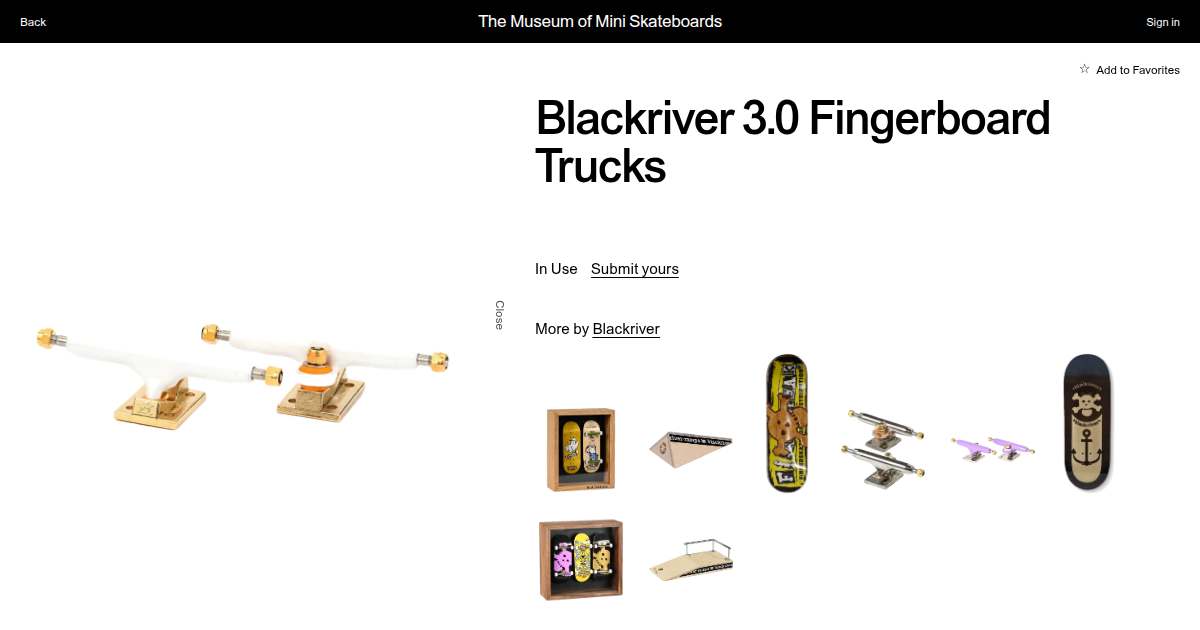 Back
The Museum of Mini Skateboards
Sign in
☆ Add to Favorites
Blackriver 3.0 Fingerboard
Trucks
In Use Submit yours
Close
More by Blackriver